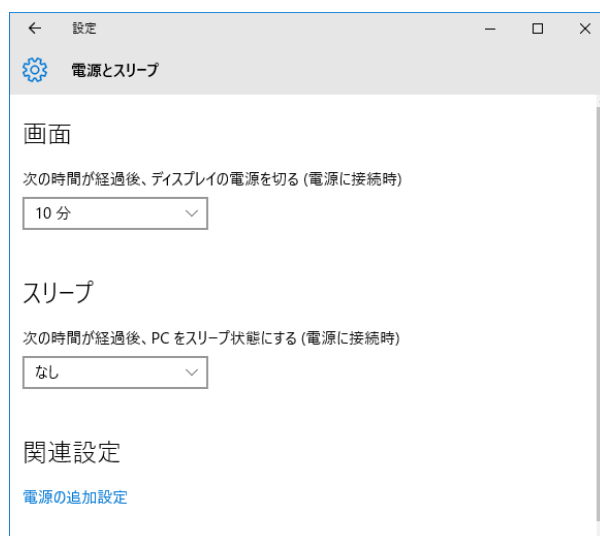 設定
電源とスリープ
画面
次の時間が経過後、ディスプレイの電源を切る (電源に接続時)
10 分
スリープ
次の時間が経過後、PC をスリープ状態にする (電源に接続時)
なし
関連設定
電源の追加設定